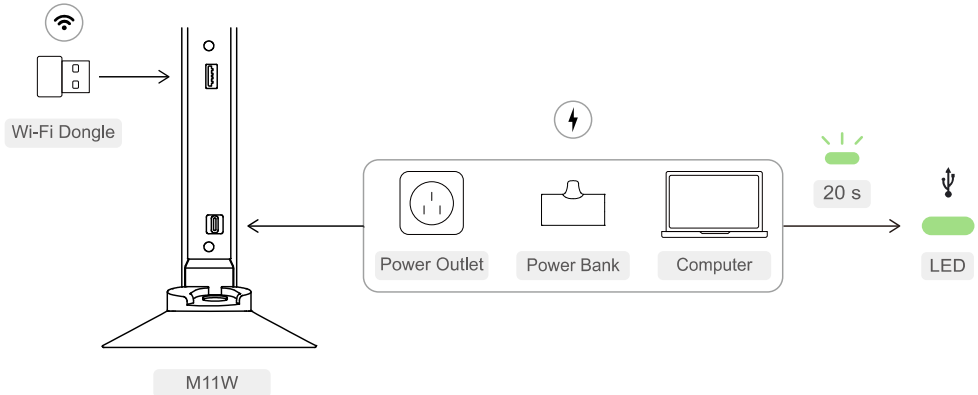 Wi-Fi Dongle
20 s
Power Outlet
Power Bank
Computer
LED
M11W